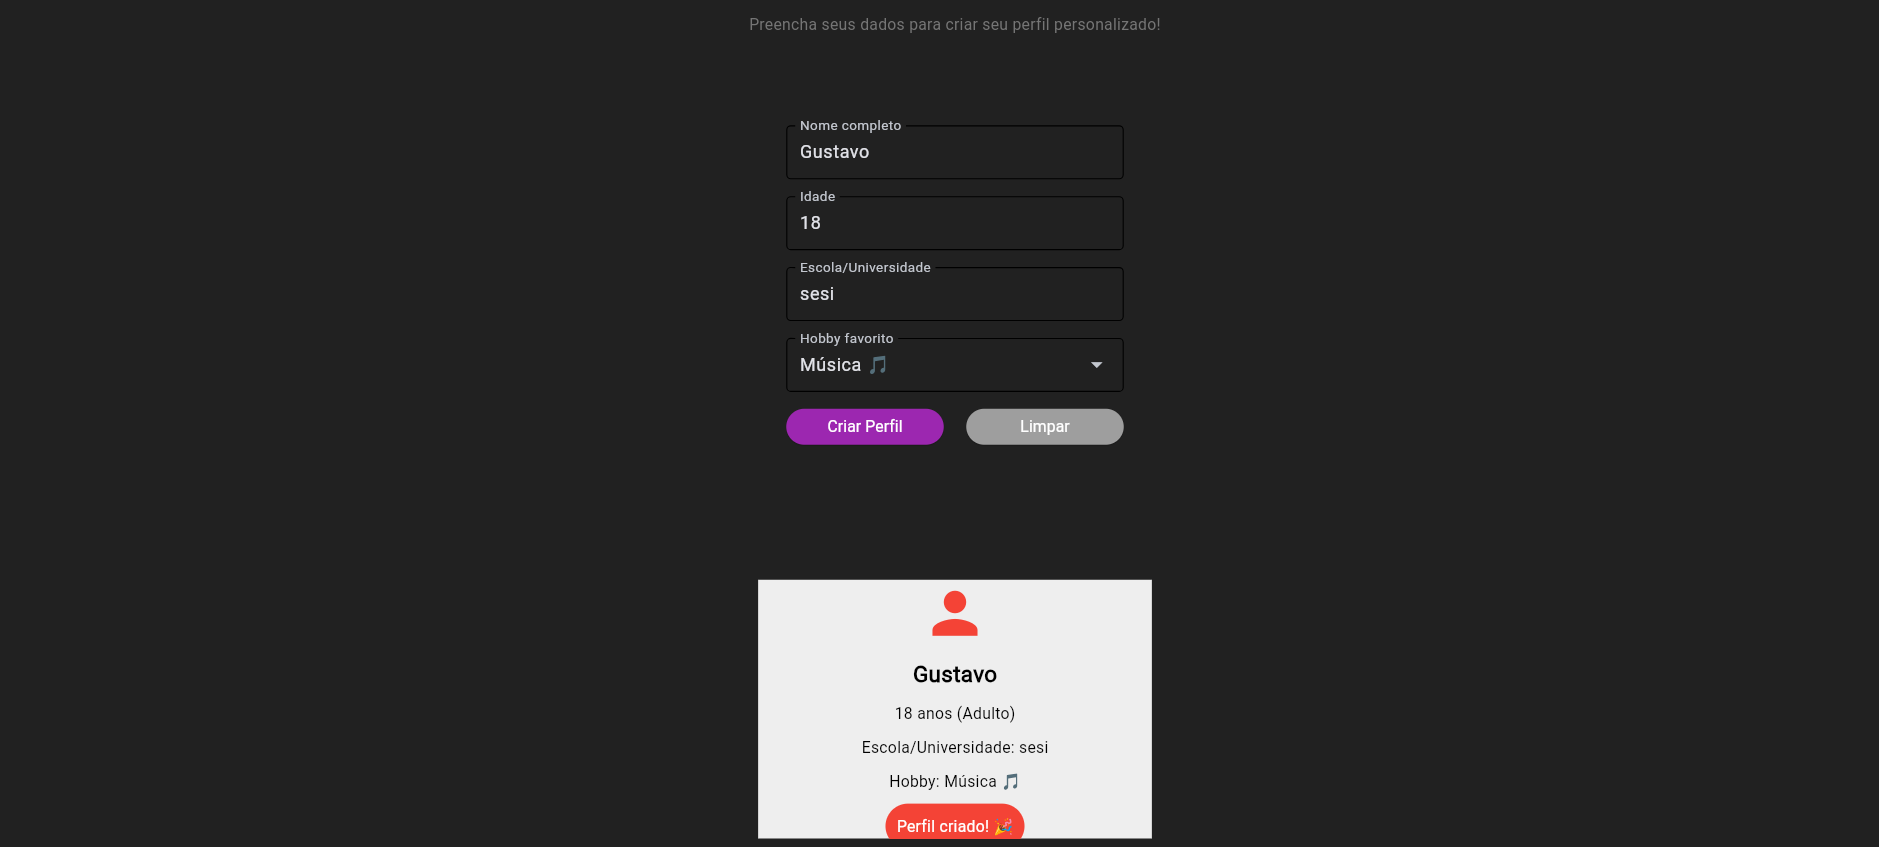 Preencha seus dados para criar seu perfil personalizado!
Nome completo
Gustavo
Idade
18
Escola/Universidade
sesi
Hobby favorito
Música 🎵
Criar Perfil
Limpar
Gustavo
18 anos (Adulto)
Escola/Universidade: sesi
Hobby: Música 🎵
Perfil criado! 🎉